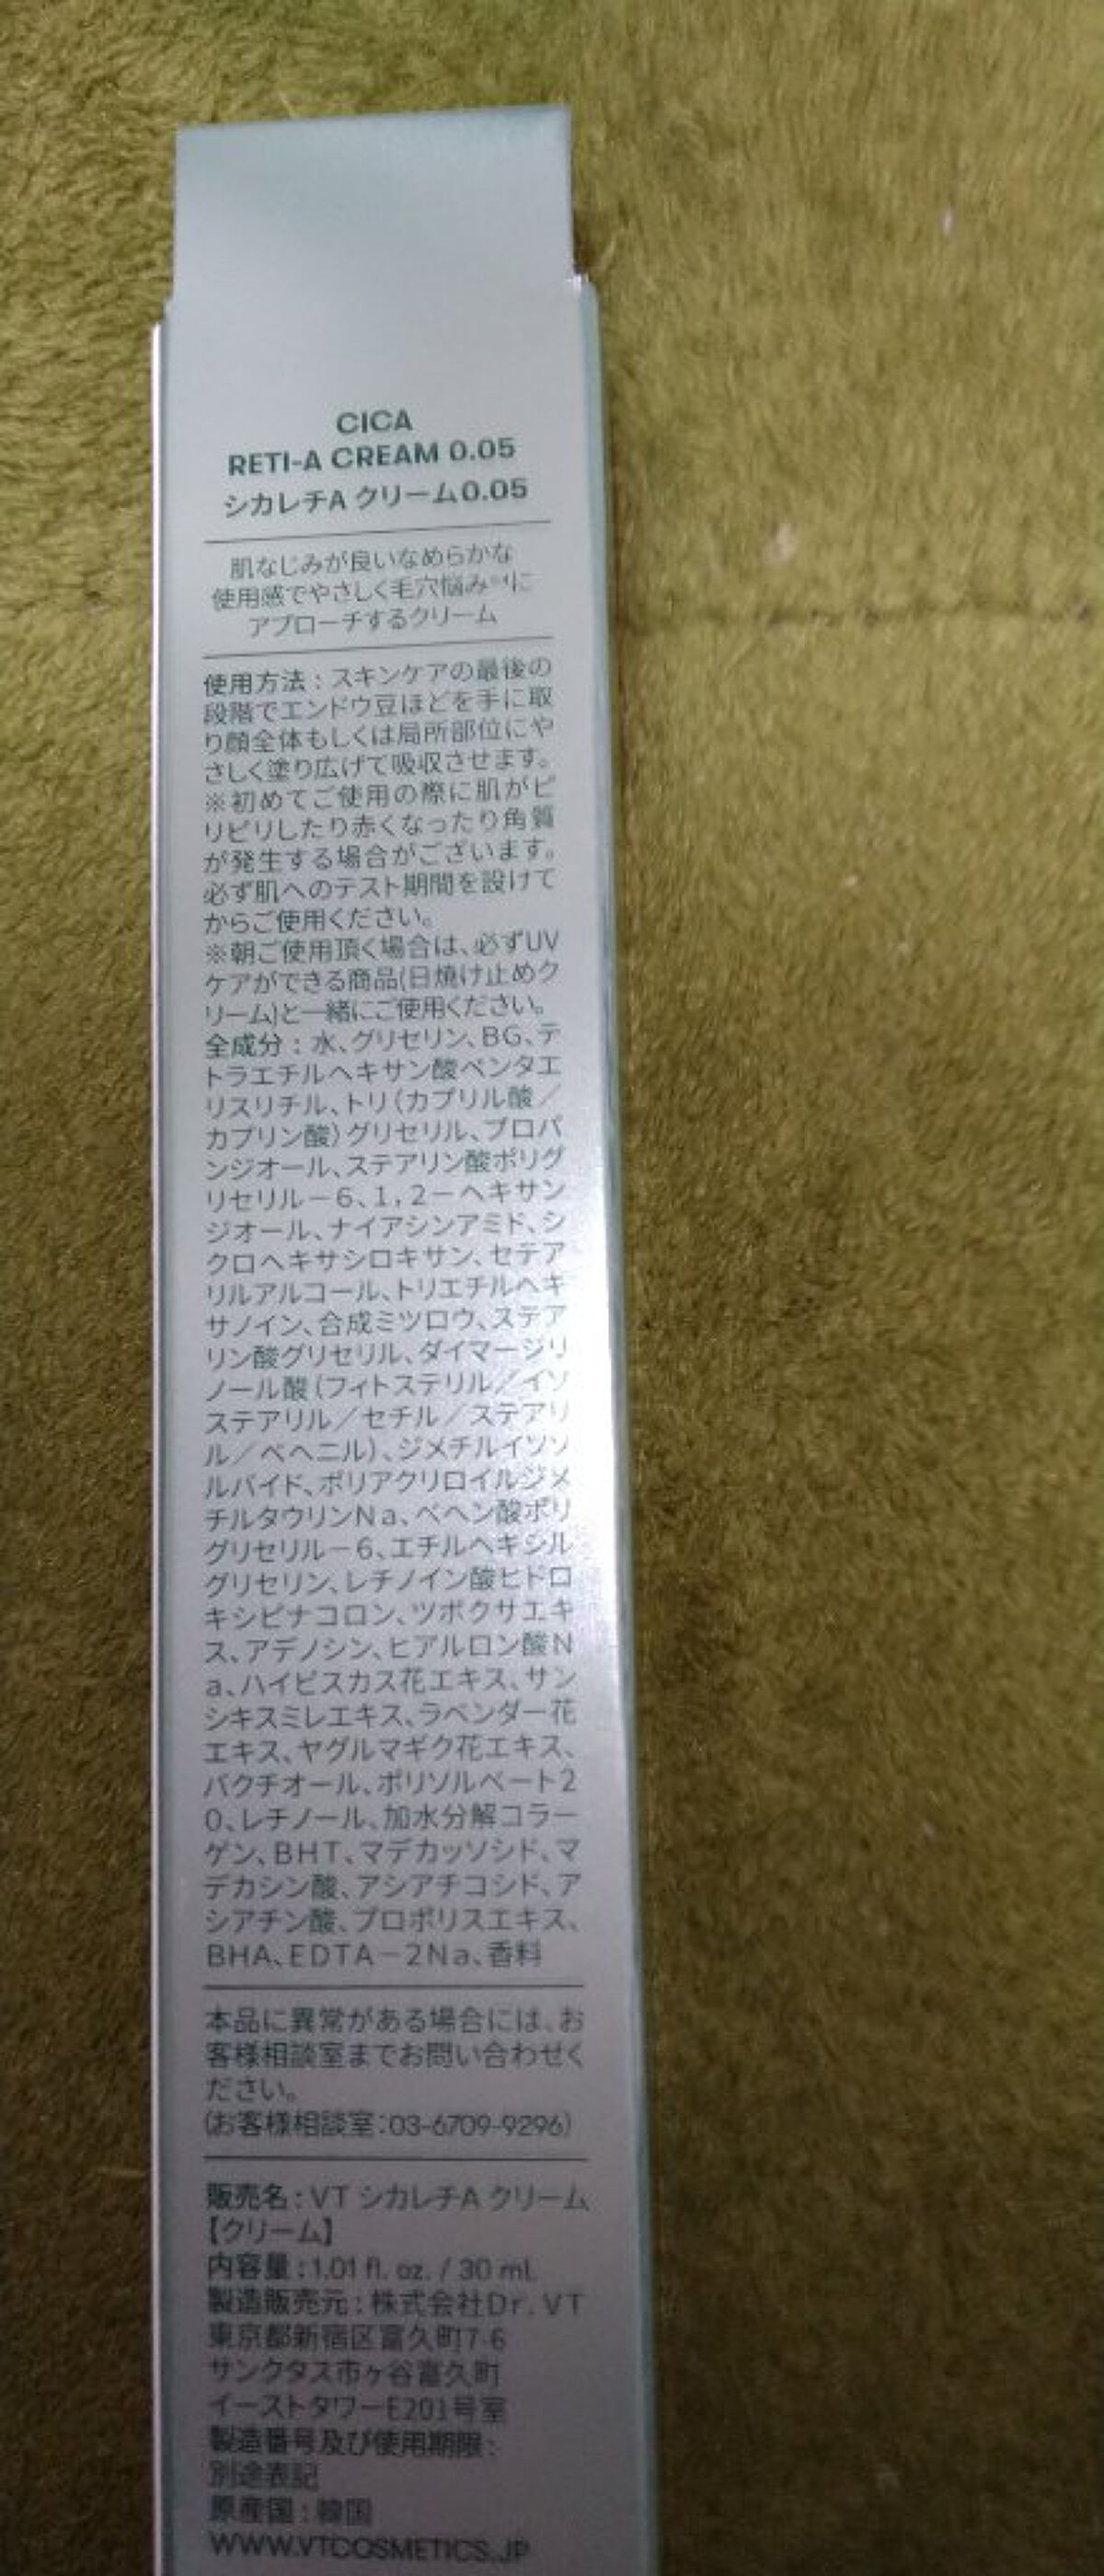 CICA
RETI-A CREAM 0.05
シカレチA クリーム0.05
肌なじみが良いなめらかな
使用感でやさしく毛穴悩み※1に
アプローチするクリーム
使用方法：スキンケアの最後の
段階でエンドウ豆ほどを手に取
り顔全体もしくは局所部位にや
さしく塗り広げて吸収させます。
※初めてご使用の際に肌がピ
リピリしたり赤くなったり角質
が発生する場合がございます。
必ず肌へのテスト期間を設けて
からご使用ください。
※朝ご使用頂く場合は、必ずUV
ケアができる商品(日焼け止めク
リーム)と一緒にご使用ください。
全成分：水、グリセリン、BG、テ
トラエチルヘキサン酸ペンタエ
リスリチル、トリ（カプリル酸／
カプリン酸）グリセリル、プロパ
ンジオール、ステアリン酸ポリグ
リセリル－6、1，2－ヘキサン
ジオール、ナイアシンアミド、シ
クロヘキサシロキサン、セテア
リルアルコール、トリエチルヘキ
サノイン、合成ミツロウ、ステア
リン酸グリセリル、ダイマージリ
ノール酸（フィトステリル／イソ
ステアリル／セチル／ステアリ
ル／ベヘニル）、ジメチルイソソ
ルバイド、ポリアクリロイルジメ
チルタウリンNa、ベヘン酸ポリ
グリセリル－6、エチルヘキシル
グリセリン、レチノイン酸ヒドロ
キシピナコロン、ツボクサエキ
ス、アデノシン、ヒアルロン酸N
a、ハイビスカス花エキス、サン
シキスミレエキス、ラベンダー花
エキス、ヤグルマギク花エキス、
バクチオール、ポリソルベート2
0、レチノール、加水分解コラー
ゲン、BHT、マデカッソシド、マ
デカシン酸、アシアチコシド、ア
シアチン酸、プロポリスエキス、
BHA、EDTA－2Na、香料
本品に異常がある場合には、お
客様相談室までお問い合わせく
ださい。
(お客様相談室：03-6709-9296)
販売名：VT シカレチA クリーム
【クリーム】
内容量：1.01 fl. oz. / 30 ml.
製造販売元：株式会社Dr. VT
東京都新宿区富久町7-6
サンクタス市ヶ谷富久町
イーストタワーE201号室
製造番号及び使用期限：
別途表記
原産国：韓国
WWW.VTCOSMETICS.JP